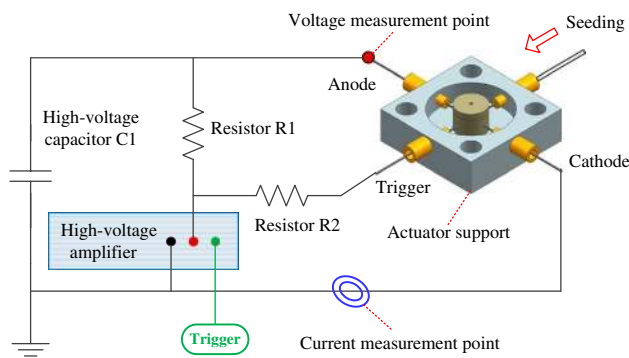 Voltage measurement point
Seeding
Anode
High-voltage
capacitor C1
Resistor R1
Cathode
Trigger
Resistor R2
Actuator support
High-voltage
amplifier
Trigger
Current measurement point